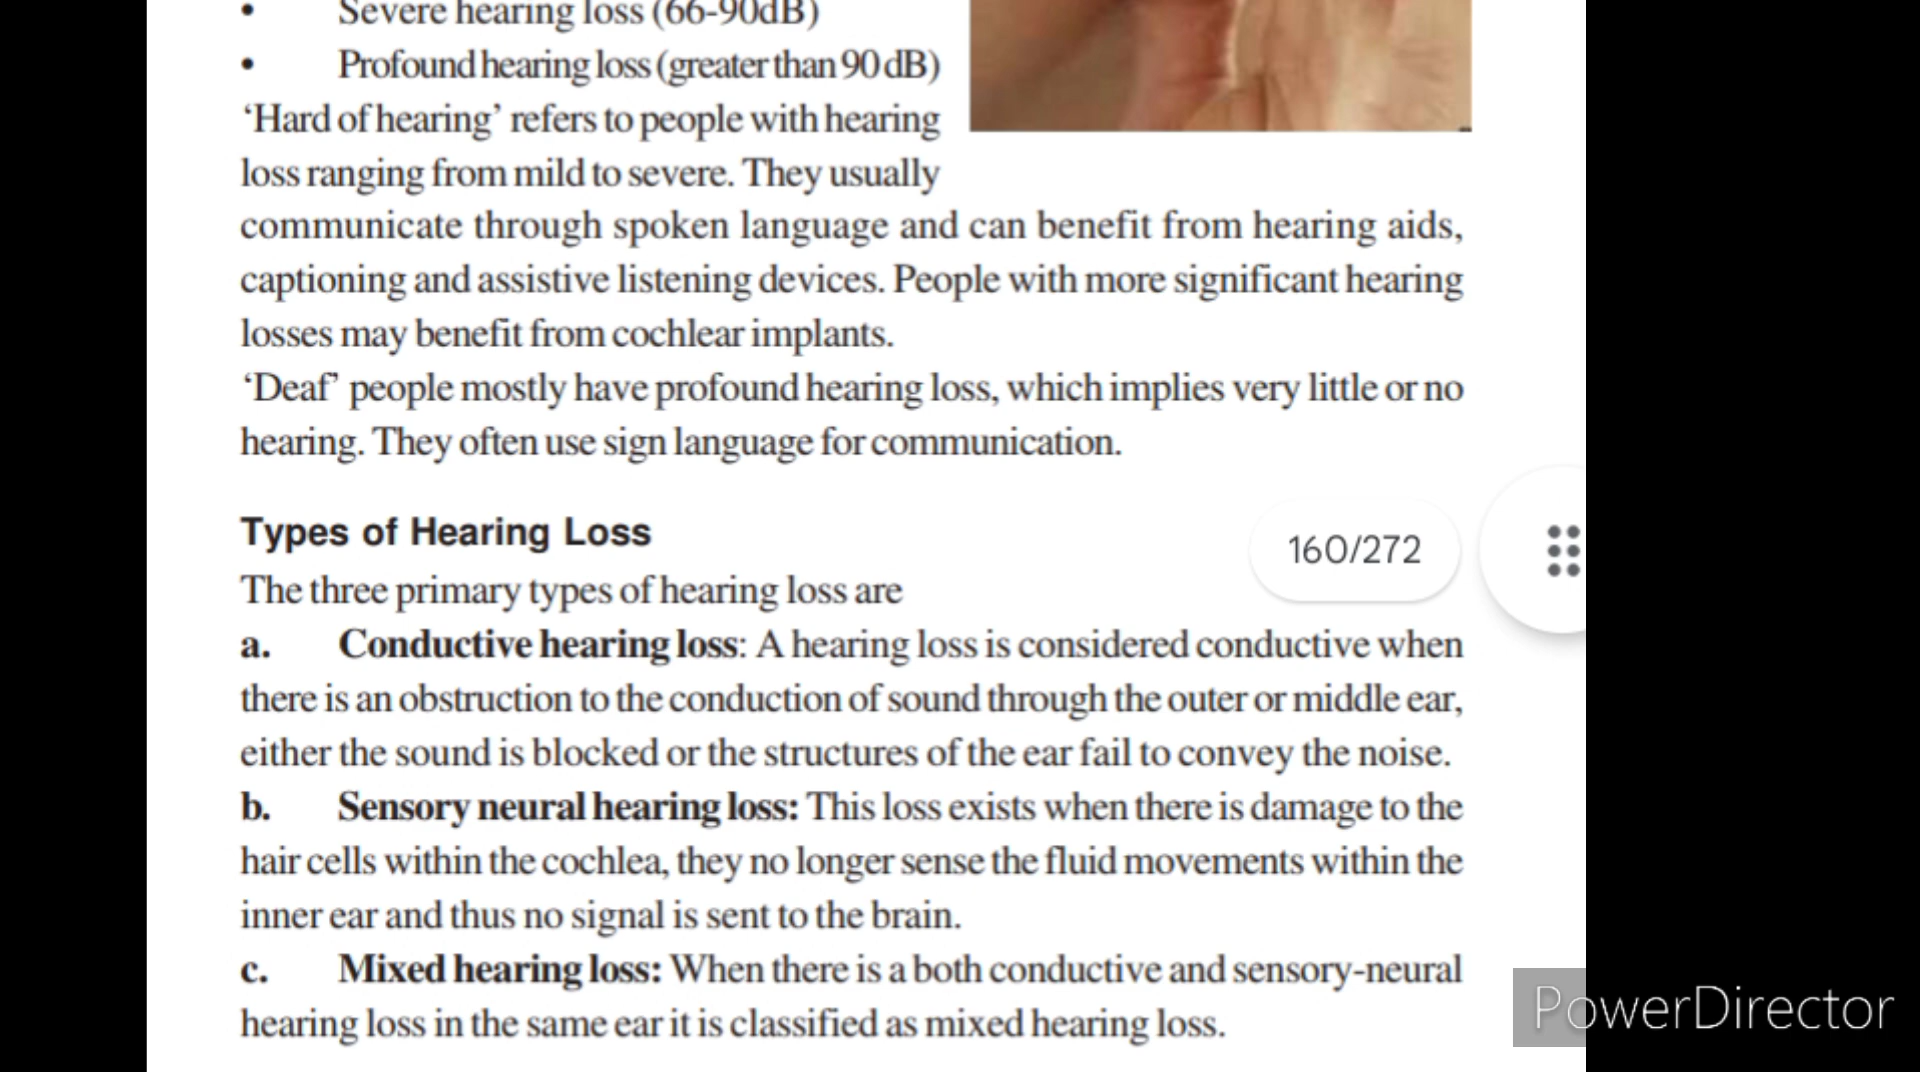 • Severe hearing loss (66-90dB)
• Profound hearing loss (greater than 90 dB)
‘Hard of hearing’ refers to people with hearing
loss ranging from mild to severe. They usually
communicate through spoken language and can benefit from hearing aids,
captioning and assistive listening devices. People with more significant hearing
losses may benefit from cochlear implants.
‘Deaf’ people mostly have profound hearing loss, which implies very little or no
hearing. They often use sign language for communication.
Types of Hearing Loss
160/272
The three primary types of hearing loss are
a. Conductive hearing loss: A hearing loss is considered conductive when
there is an obstruction to the conduction of sound through the outer or middle ear,
either the sound is blocked or the structures of the ear fail to convey the noise.
b. Sensory neural hearing loss: This loss exists when there is damage to the
hair cells within the cochlea, they no longer sense the fluid movements within the
inner ear and thus no signal is sent to the brain.
c. Mixed hearing loss: When there is a both conductive and sensory-neural
hearing loss in the same ear it is classified as mixed hearing loss.
PowerDirector